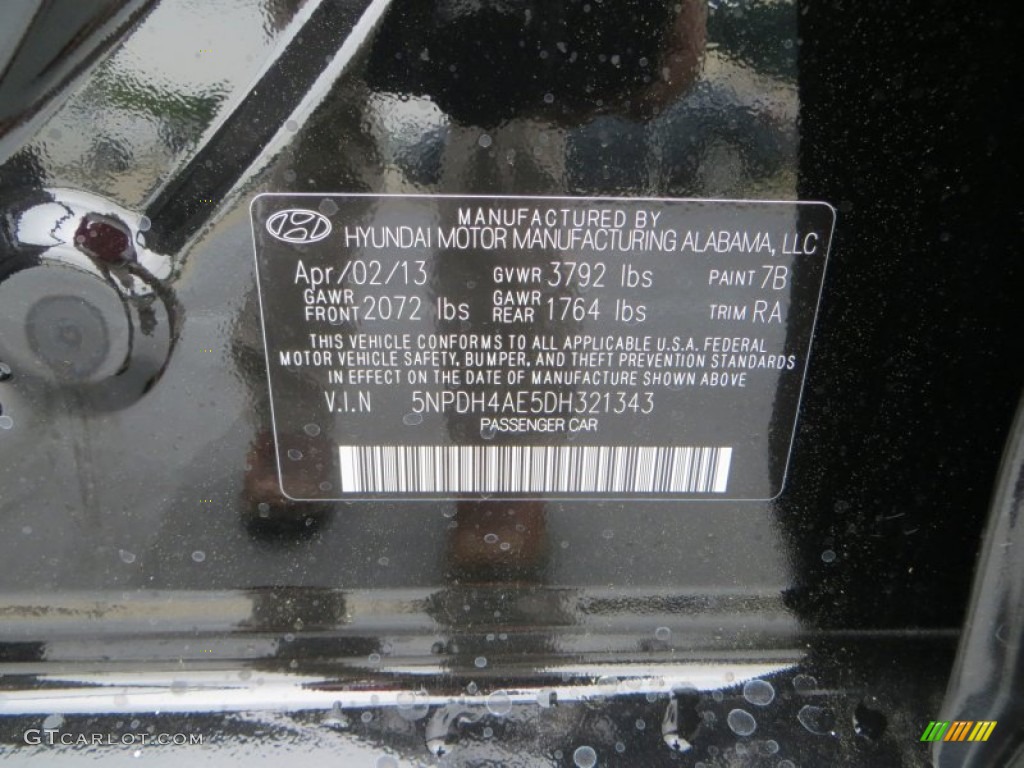 MANUFACTURED BY
HYUNDAI MOTOR MANUFACTURING ALABAMA, LLC
Apr/02/13 GVWR 3792 lbs PAINT 7B
GAWR FRONT 2072 lbs GAWR REAR 1764 lbs TRIM RA
THIS VEHICLE CONFORMS TO ALL APPLICABLE U.S.A. FEDERAL
MOTOR VEHICLE SAFETY, BUMPER, AND THEFT PREVENTION STANDARDS
IN EFFECT ON THE DATE OF MANUFACTURE SHOWN ABOVE
V.I.N 5NPDH4AE5DH321343
PASSENGER CAR
GTCARLOT.COM